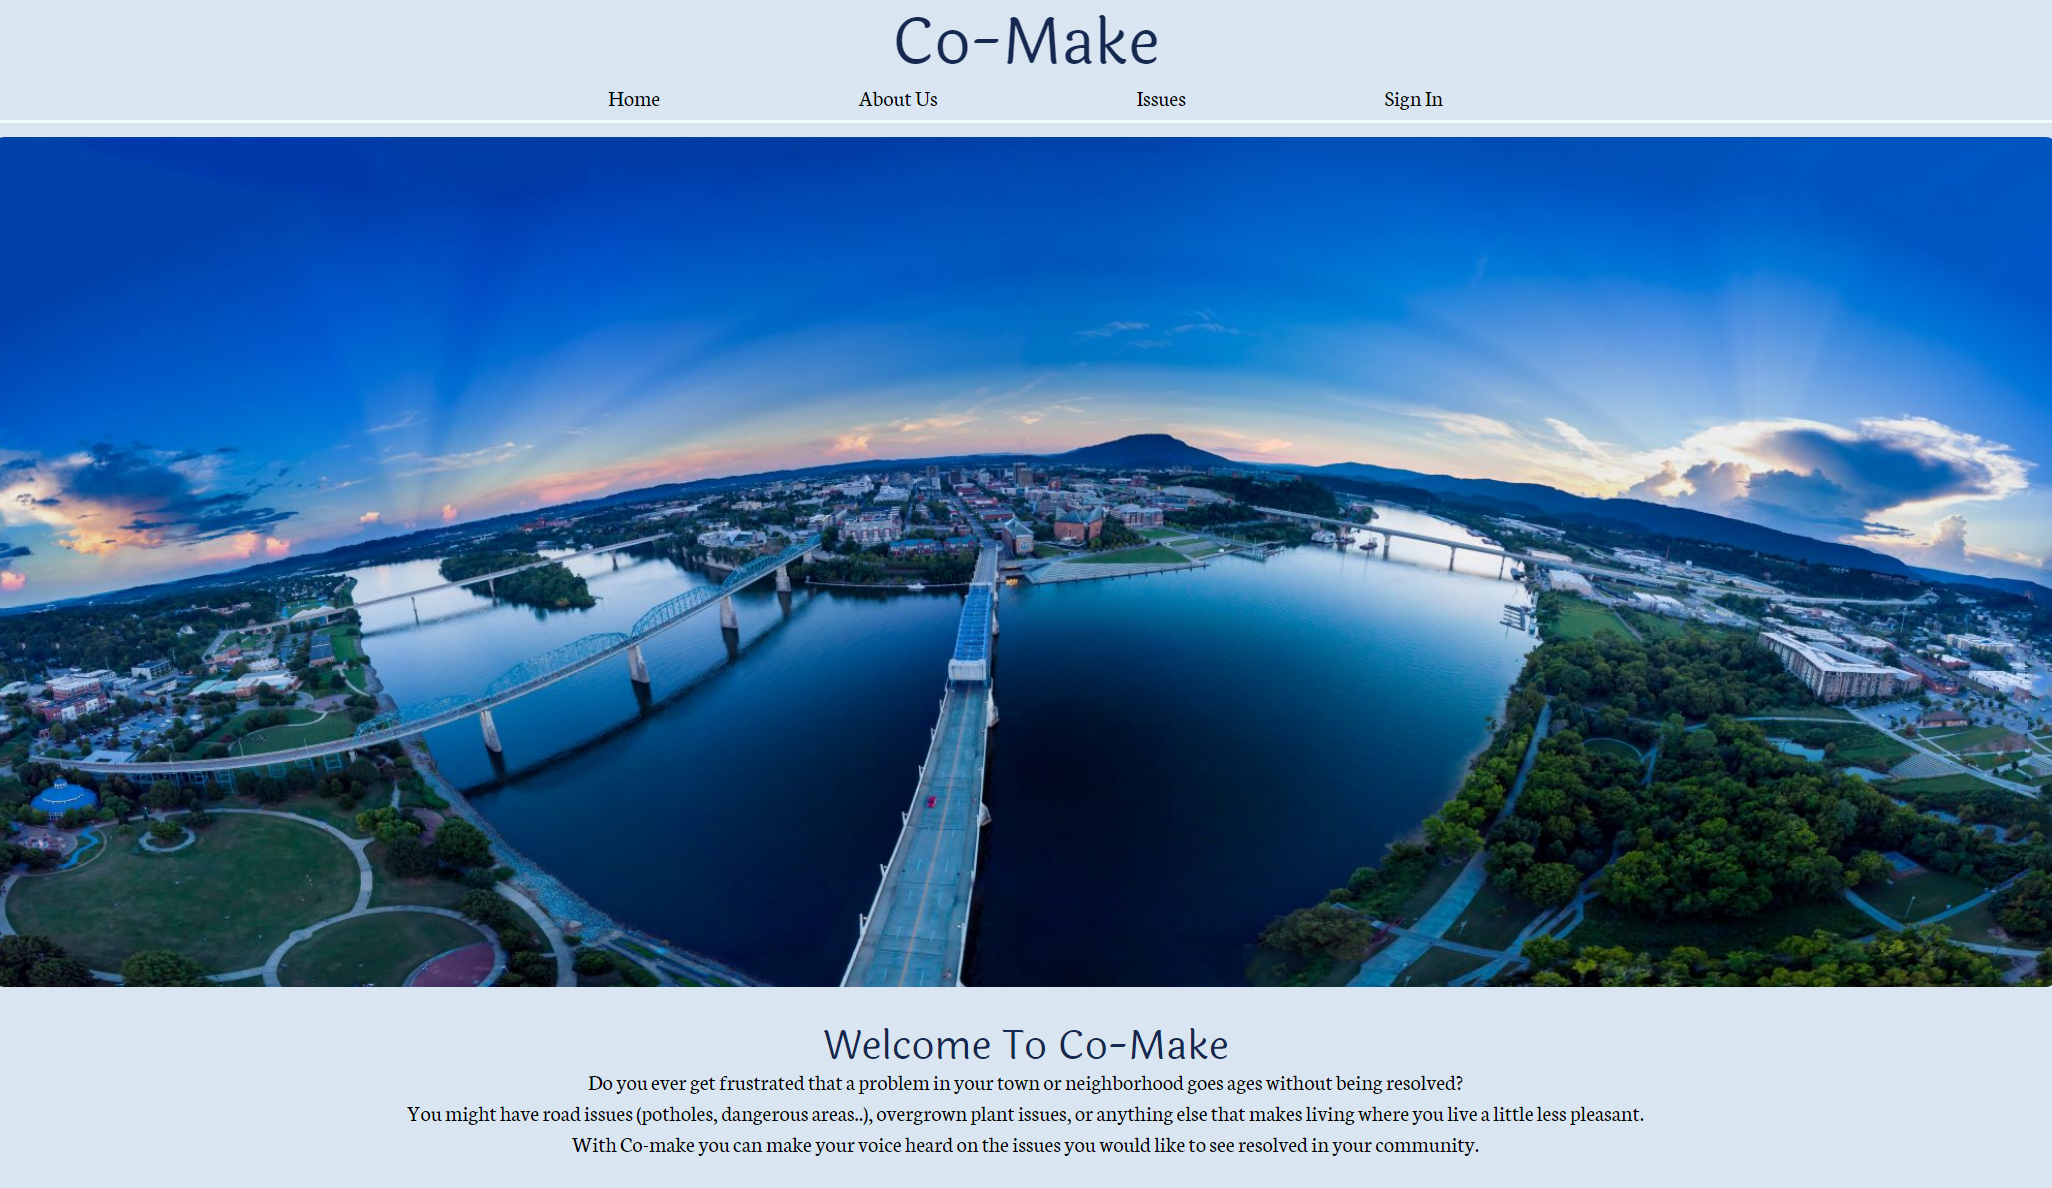 Co-Make
Home About Us Issues Sign In
Welcome To Co-Make
Do you ever get frustrated that a problem in your town or neighborhood goes ages without being resolved?
You might have road issues (potholes, dangerous areas..), overgrown plant issues, or anything else that makes living where you live a little less pleasant.
With Co-make you can make your voice heard on the issues you would like to see resolved in your community.